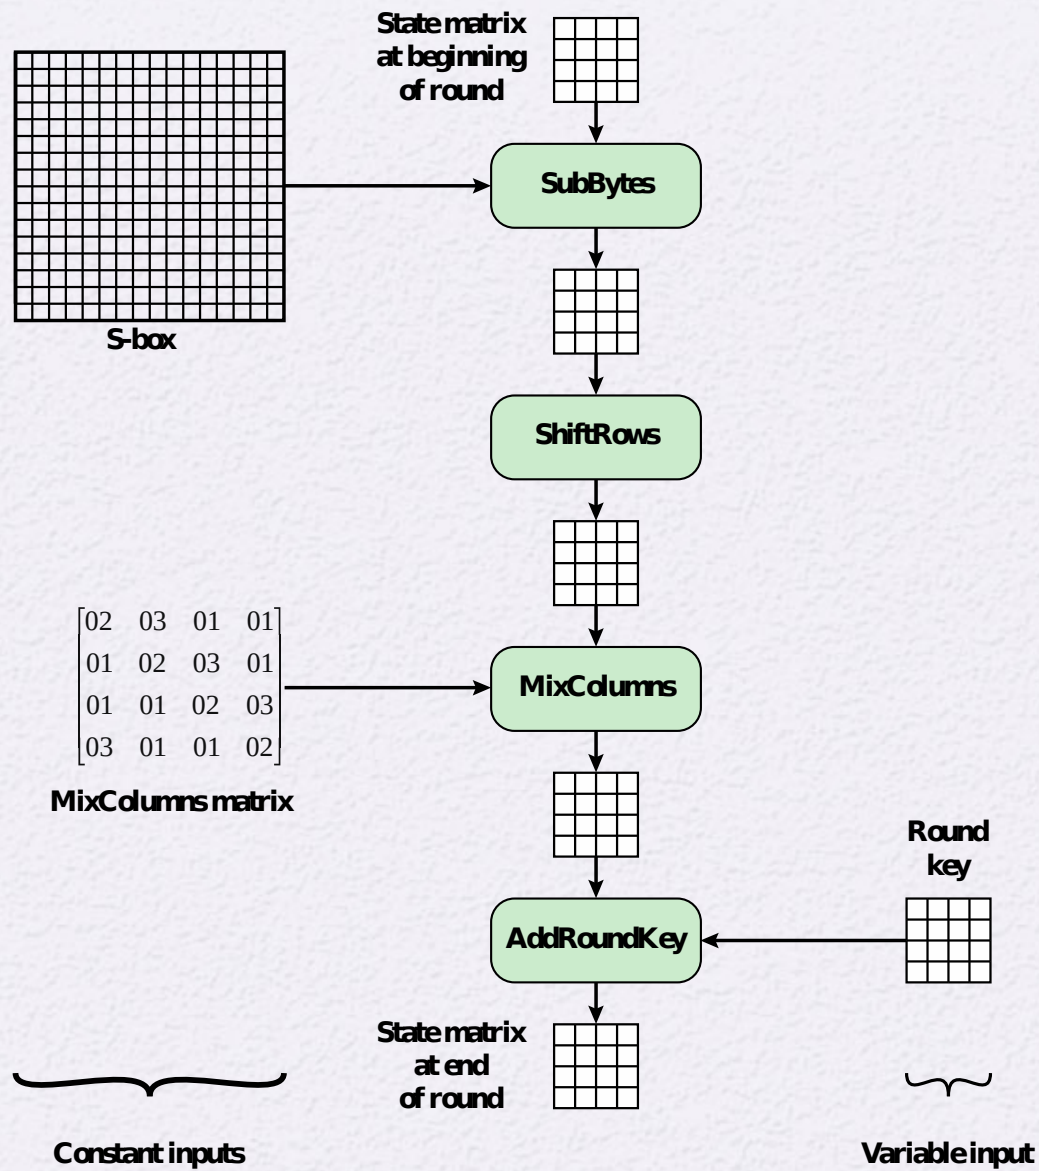 State matrix
at beginning
of round
SubBytes
S-box
ShiftRows
02 03 01 01
01 02 03 01
01 01 02 03
03 01 01 02
MixColumns
MixColumns matrix
Round
key
AddRoundKey
State matrix
at end
of round
Constant inputs
Variable input